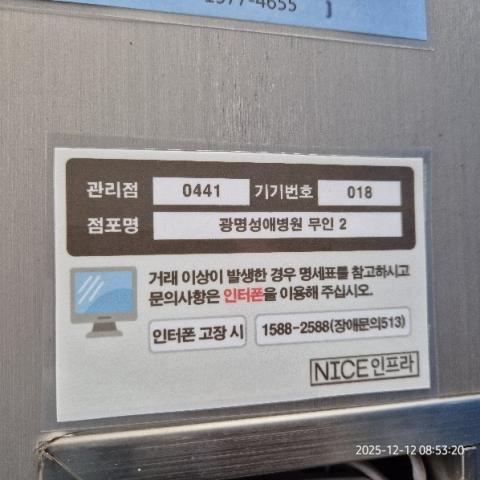 1577-4655 】
관리점 0441 기기번호 018
점포명 광명성애병원 무인 2
거래 이상이 발생한 경우 명세표를 참고하시고
문의사항은 인터폰을 이용해 주십시오.
인터폰 고장 시 1588-2588(장애문의513)
NICE인프라
2025-12-12 08:53:20